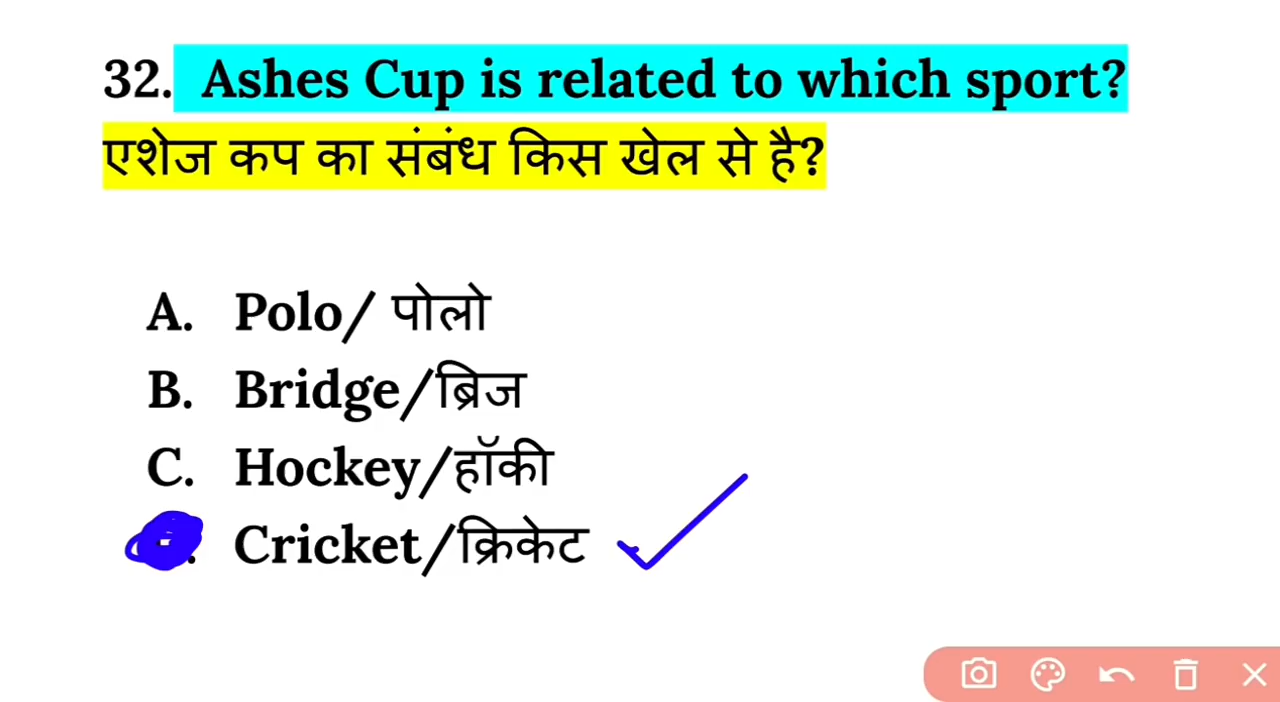 32. Ashes Cup is related to which sport?
एशेज कप का संबंध किस खेल से है?
A. Polo/ पोलो
B. Bridge/ब्रिज
C. Hockey/हॉकी
Cricket/क्रिकेट